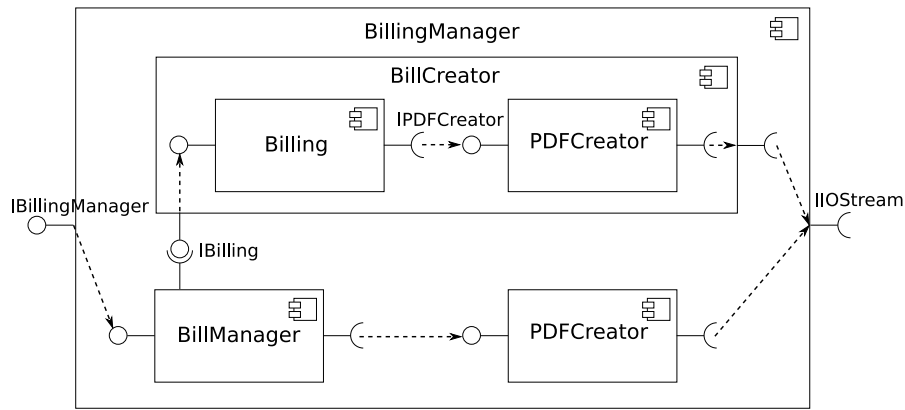 BillingManager
BillCreator
Billing
IPDFCreator
PDFCreator
IBillingManager
IIOStream
IBilling
BillManager
PDFCreator